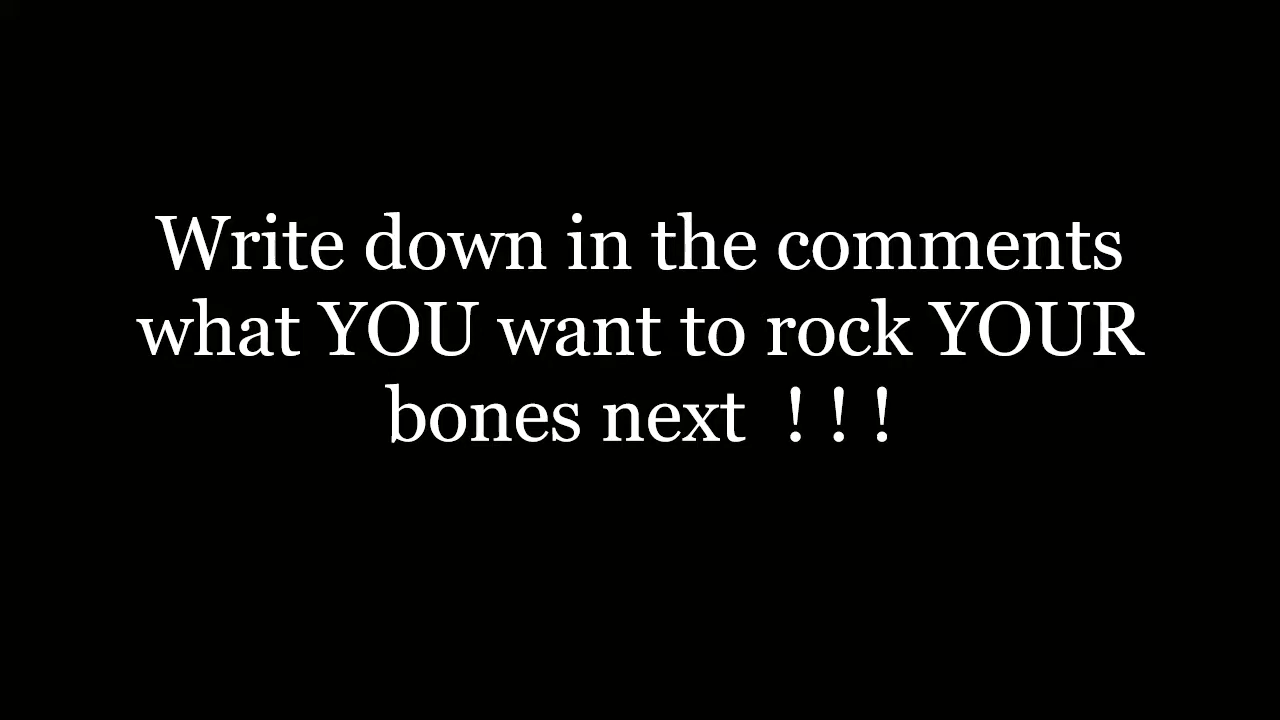 Write down in the comments
what YOU want to rock YOUR
bones next  ! ! !